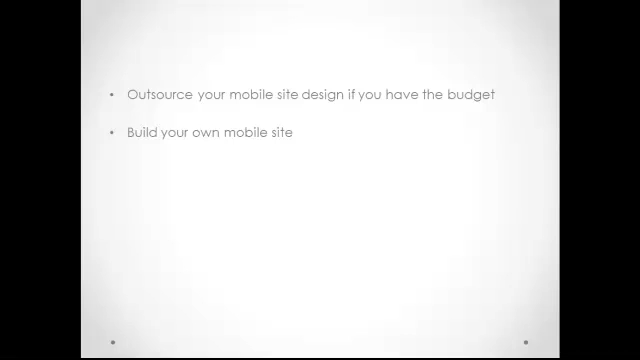 • Outsource your mobile site design if you have the budget
• Build your own mobile site